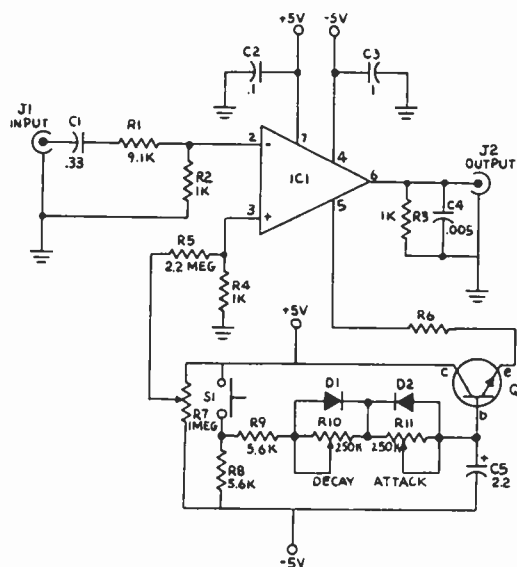 +5V
-5V
C2
.1
C3
1
J1
INPUT
C1
.33
R1
9.1K
2
-
7
4
IC1
6
J2
OUTPUT
R2
1K
3
+
5
1K
R3
C4
.005
R5
2.2 MEG
R4
1K
+5V
R6
c
e
Q
b
S1
D1
D2
R7
1MEG
R9
5.6K
R10
250K
R11
250K
R8
5.6K
DECAY
ATTACK
+
C5
2.2
-5V